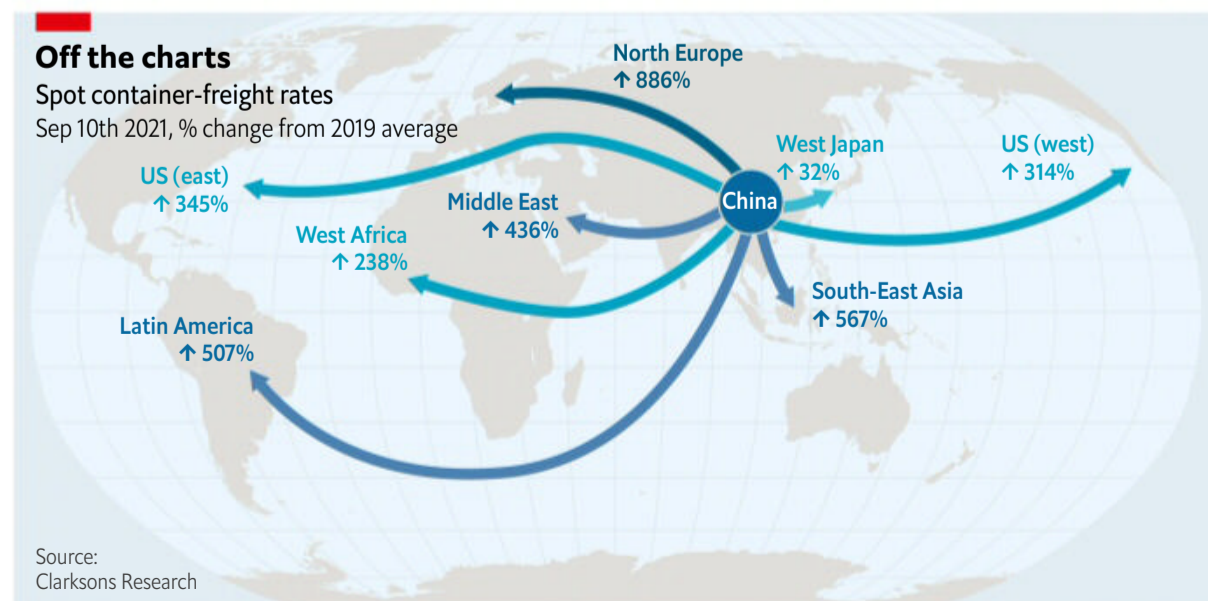 Off the charts
Spot container-freight rates
Sep 10th 2021, % change from 2019 average
North Europe
↑ 886%
West Japan
↑ 32%
US (west)
↑ 314%
US (east)
↑ 345%
Middle East
↑ 436%
China
West Africa
↑ 238%
South-East Asia
↑ 567%
Latin America
↑ 507%
Source:
Clarksons Research